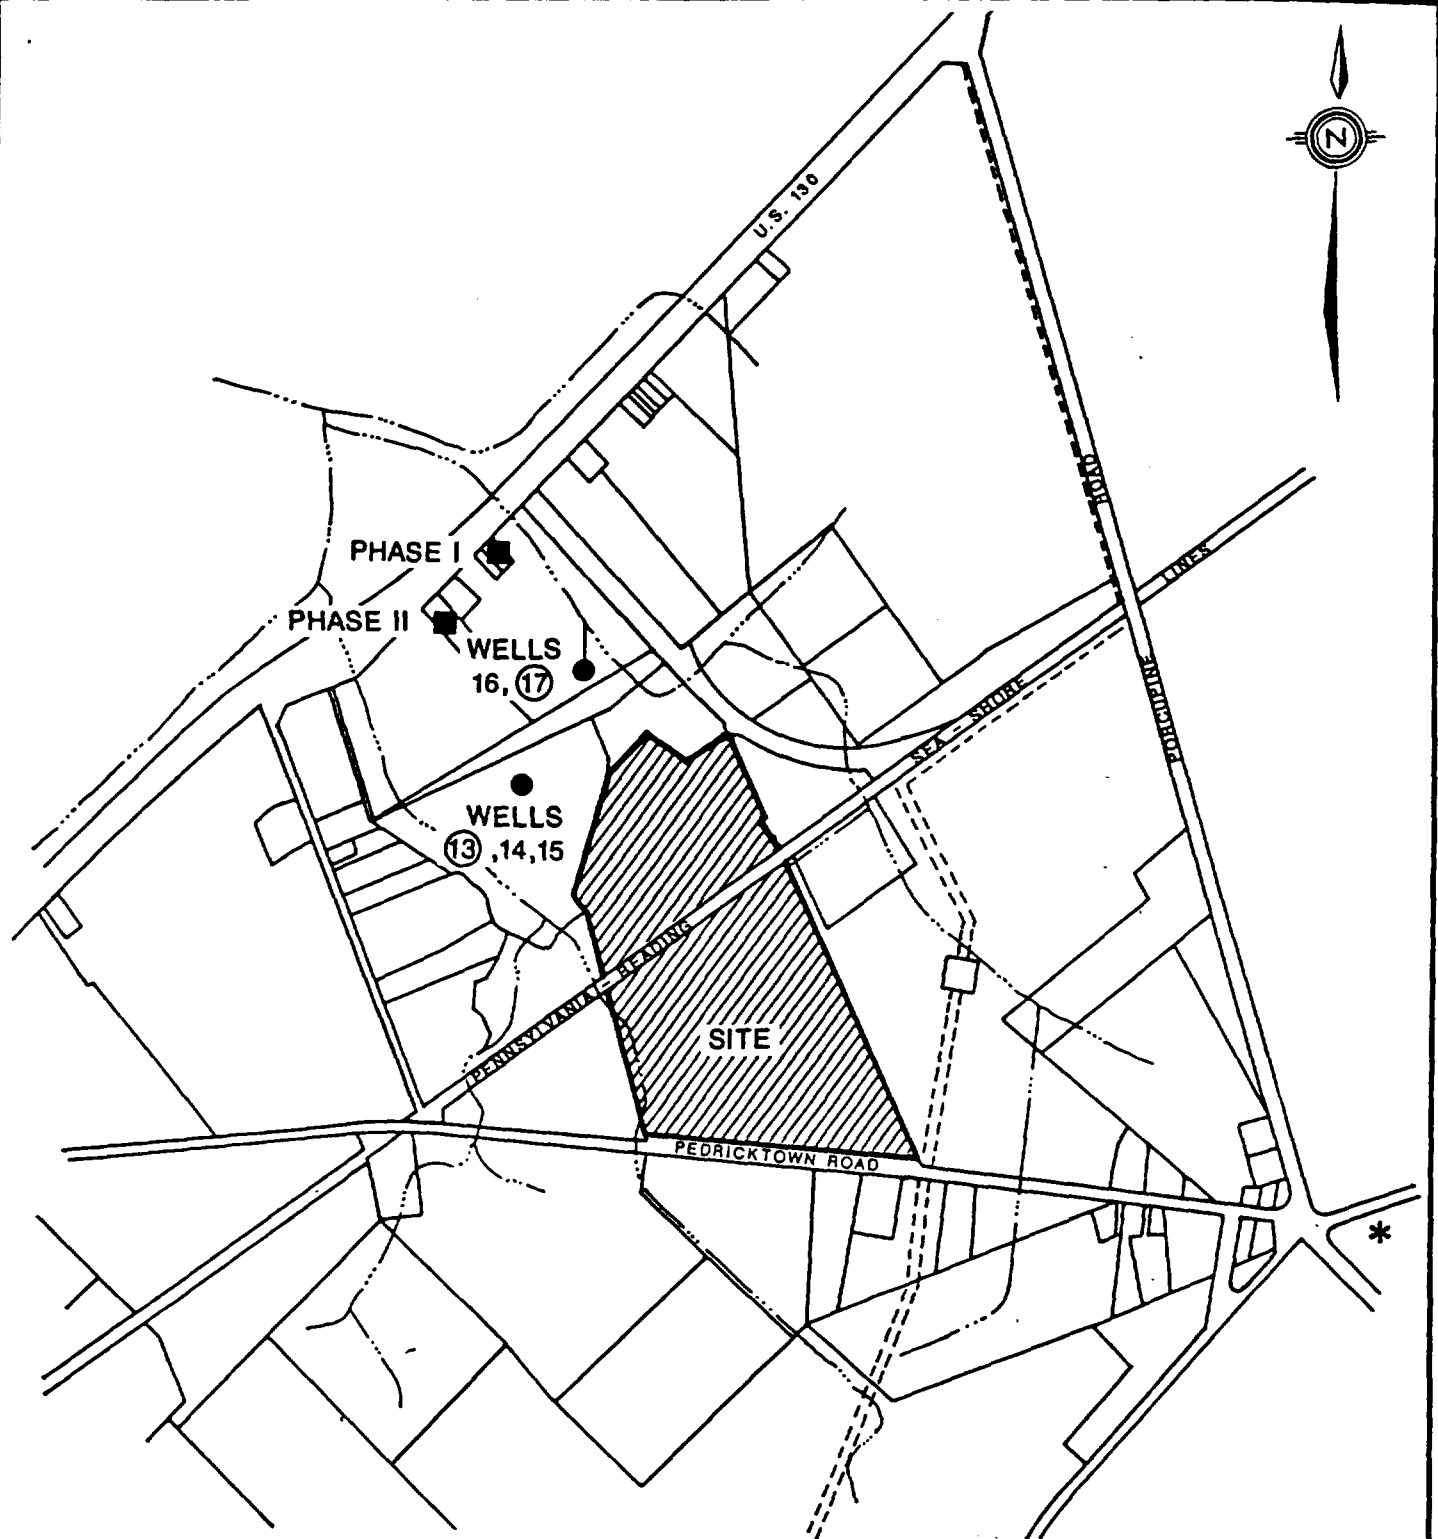 U.S. 130
N
PHASE I
PHASE II
WELLS
16, 17
WELLS
13 ,14,15
ROAD
LINES
PORCUPINE
SEA - SHORE
PENNSYLVANIA - READING
SITE
PEDRICKTOWN ROAD
*